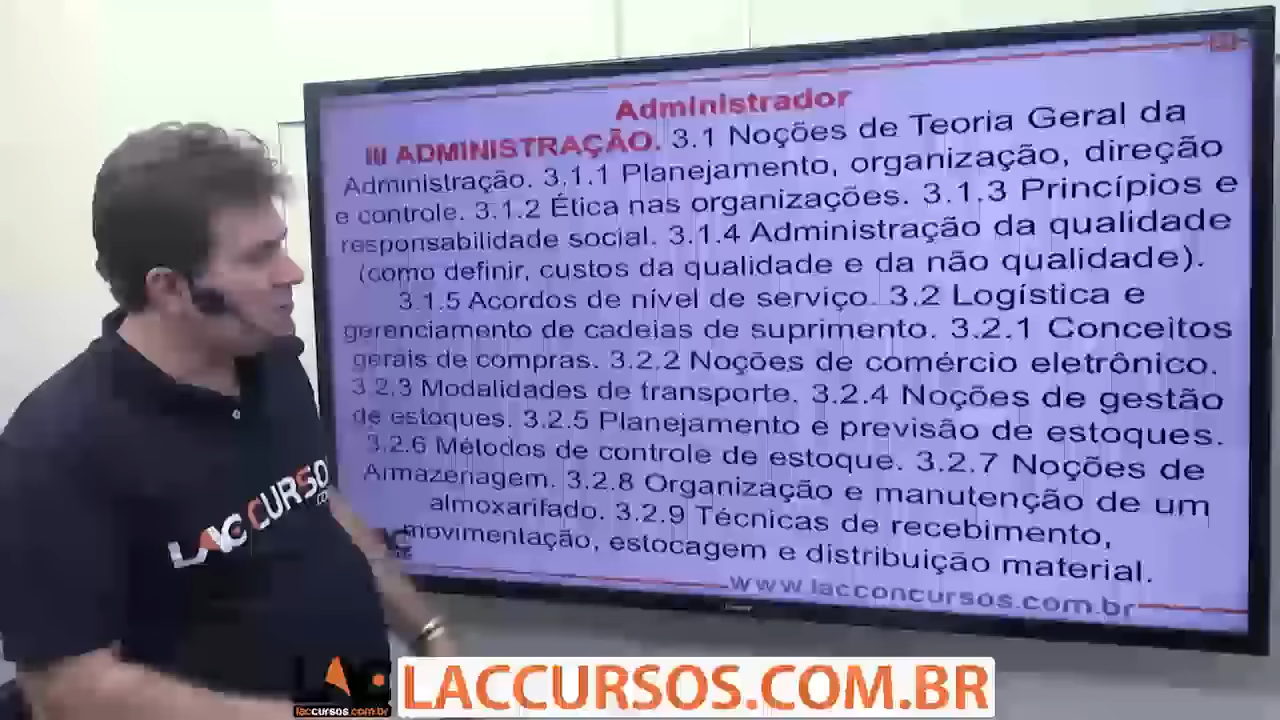 Administrador
III ADMINISTRAÇÃO. 3.1 Noções de Teoria Geral da
Administração. 3.1.1 Planejamento, organização, direção
e controle. 3.1.2 Ética nas organizações. 3.1.3 Princípios e
responsabilidade social. 3.1.4 Administração da qualidade
(como definir, custos da qualidade e da não qualidade).
3.1.5 Acordos de nível de serviço. 3.2 Logística e
gerenciamento de cadeias de suprimento. 3.2.1 Conceitos
gerais de compras. 3.2.2 Noções de comércio eletrônico.
3.2.3 Modalidades de transporte. 3.2.4 Noções de gestão
de estoques. 3.2.5 Planejamento e previsão de estoques.
3.2.6 Métodos de controle de estoque. 3.2.7 Noções de
Armazenagem. 3.2.8 Organização e manutenção de um
almoxarifado. 3.2.9 Técnicas de recebimento,
movimentação, estocagem e distribuição material.
www.lacconcursos.com.br
LAC CURSOS
LAC
laccursos.com.br
LACCURSOS.COM.BR